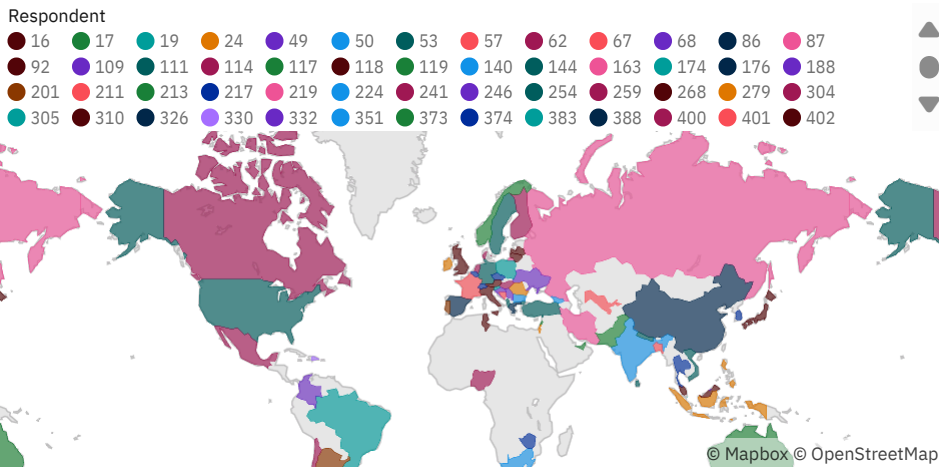 Respondent
16 17 19 24 49 50 53 57 62 67 68 86 87
92 109 111 114 117 118 119 140 144 163 174 176 188
201 211 213 217 219 224 241 246 254 259 268 279 304
305 310 326 330 332 351 373 374 383 388 400 401 402
© Mapbox © OpenStreetMap